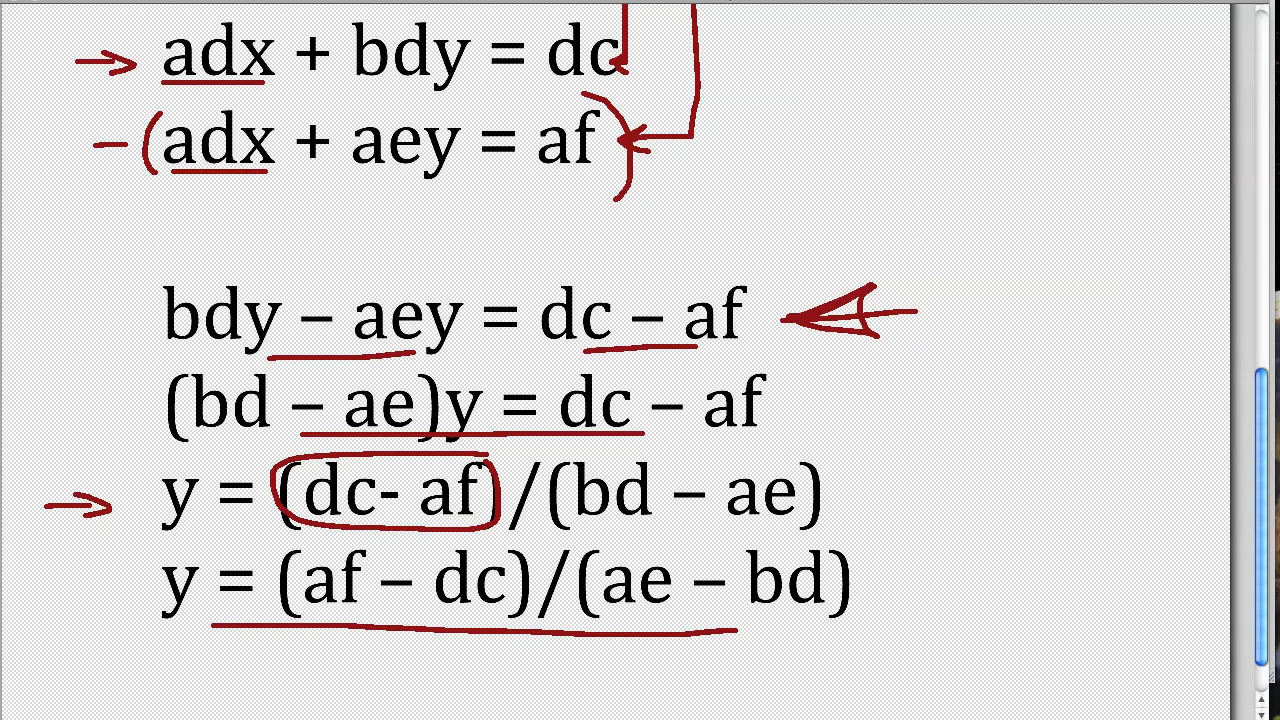 adx + bdy = dc
– (adx + aey = af)
bdy – aey = dc – af
(bd – ae)y = dc – af
y = (dc- af)/(bd – ae)
y = (af – dc)/(ae – bd)